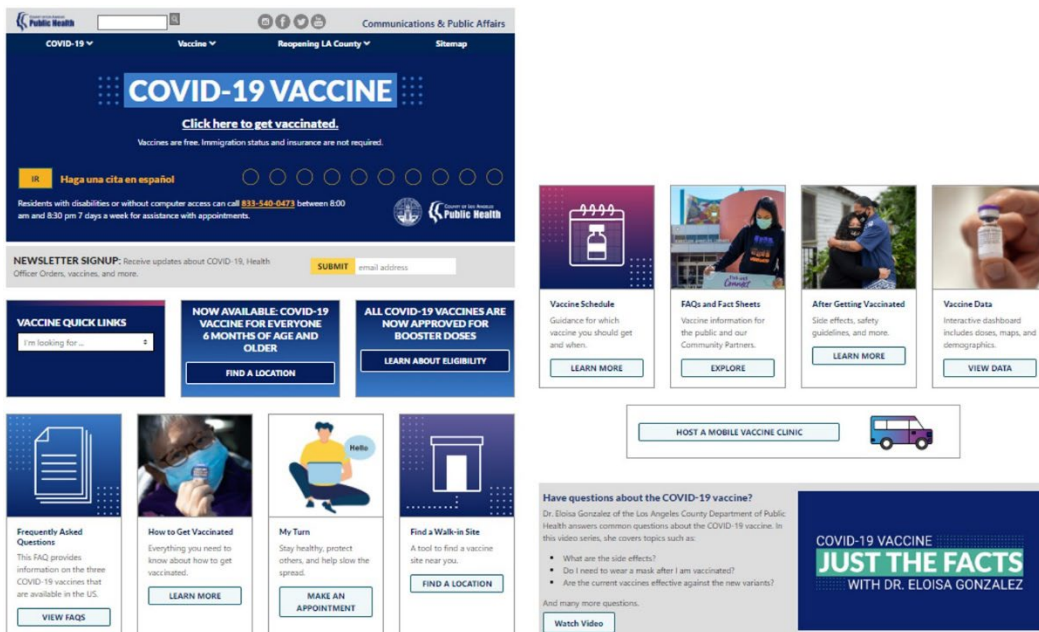 Public Health
Communications & Public Affairs
COVID-19
Vaccine
Reopening LA County
Sitemap
COVID-19 VACCINE
Click here to get vaccinated.
Vaccines are free. Immigration status and insurance are not required.
IR
Haga una cita en español
Residents with disabilities or without computer access can call 833-540-0473 between 8:00
am and 8:30 pm 7 days a week for assistance with appointments.
County of Los Angeles
Public Health
NEWSLETTER SIGNUP: Receive updates about COVID-19, Health
Officer Orders, vaccines, and more.
SUBMIT
email address
VACCINE QUICK LINKS
I'm looking for ...
NOW AVAILABLE: COVID-19
VACCINE FOR EVERYONE
6 MONTHS OF AGE AND
OLDER
FIND A LOCATION
ALL COVID-19 VACCINES ARE
NOW APPROVED FOR
BOOSTER DOSES
LEARN ABOUT ELIGIBILITY
Frequently Asked
Questions
This FAQ provides
information on the three
COVID-19 vaccines that
are available in the US.
VIEW FAQS
How to Get Vaccinated
Everything you need to
know about how to get
vaccinated.
LEARN MORE
Hello
My Turn
Stay healthy, protect
others, and help slow the
spread.
MAKE AN
APPOINTMENT
Find a Walk-in Site
A tool to find a vaccine
site near you.
FIND A LOCATION
Vaccine Schedule
Guidance for which
vaccine you should get
and when.
LEARN MORE
FAQs and Fact Sheets
Vaccine information for
the public and our
Community Partners.
EXPLORE
After Getting Vaccinated
Side effects, safety
guidelines, and more.
LEARN MORE
Vaccine Data
Interactive dashboard
includes doses, maps, and
demographics.
VIEW DATA
HOST A MOBILE VACCINE CLINIC
Have questions about the COVID-19 vaccine?
Dr. Eloisa Gonzalez of the Los Angeles County Department of Public
Health answers common questions about the COVID-19 vaccine. In
this video series, she covers topics such as:
• What are the side effects?
• Do I need to wear a mask after I am vaccinated?
• Are the current vaccines effective against the new variants?
And many more questions.
Watch Video
COVID-19 VACCINE
JUST THE FACTS
WITH DR. ELOISA GONZALEZ